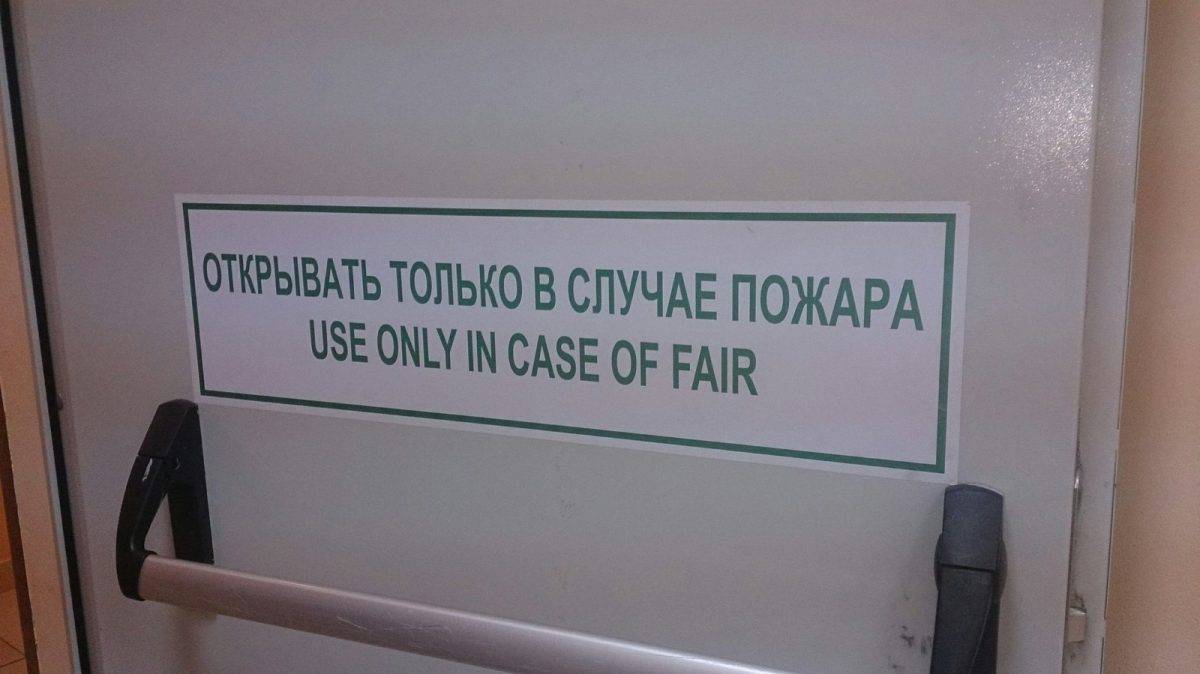 ОТКРЫВАТЬ ТОЛЬКО В СЛУЧАЕ ПОЖАРА
USE ONLY IN CASE OF FAIR